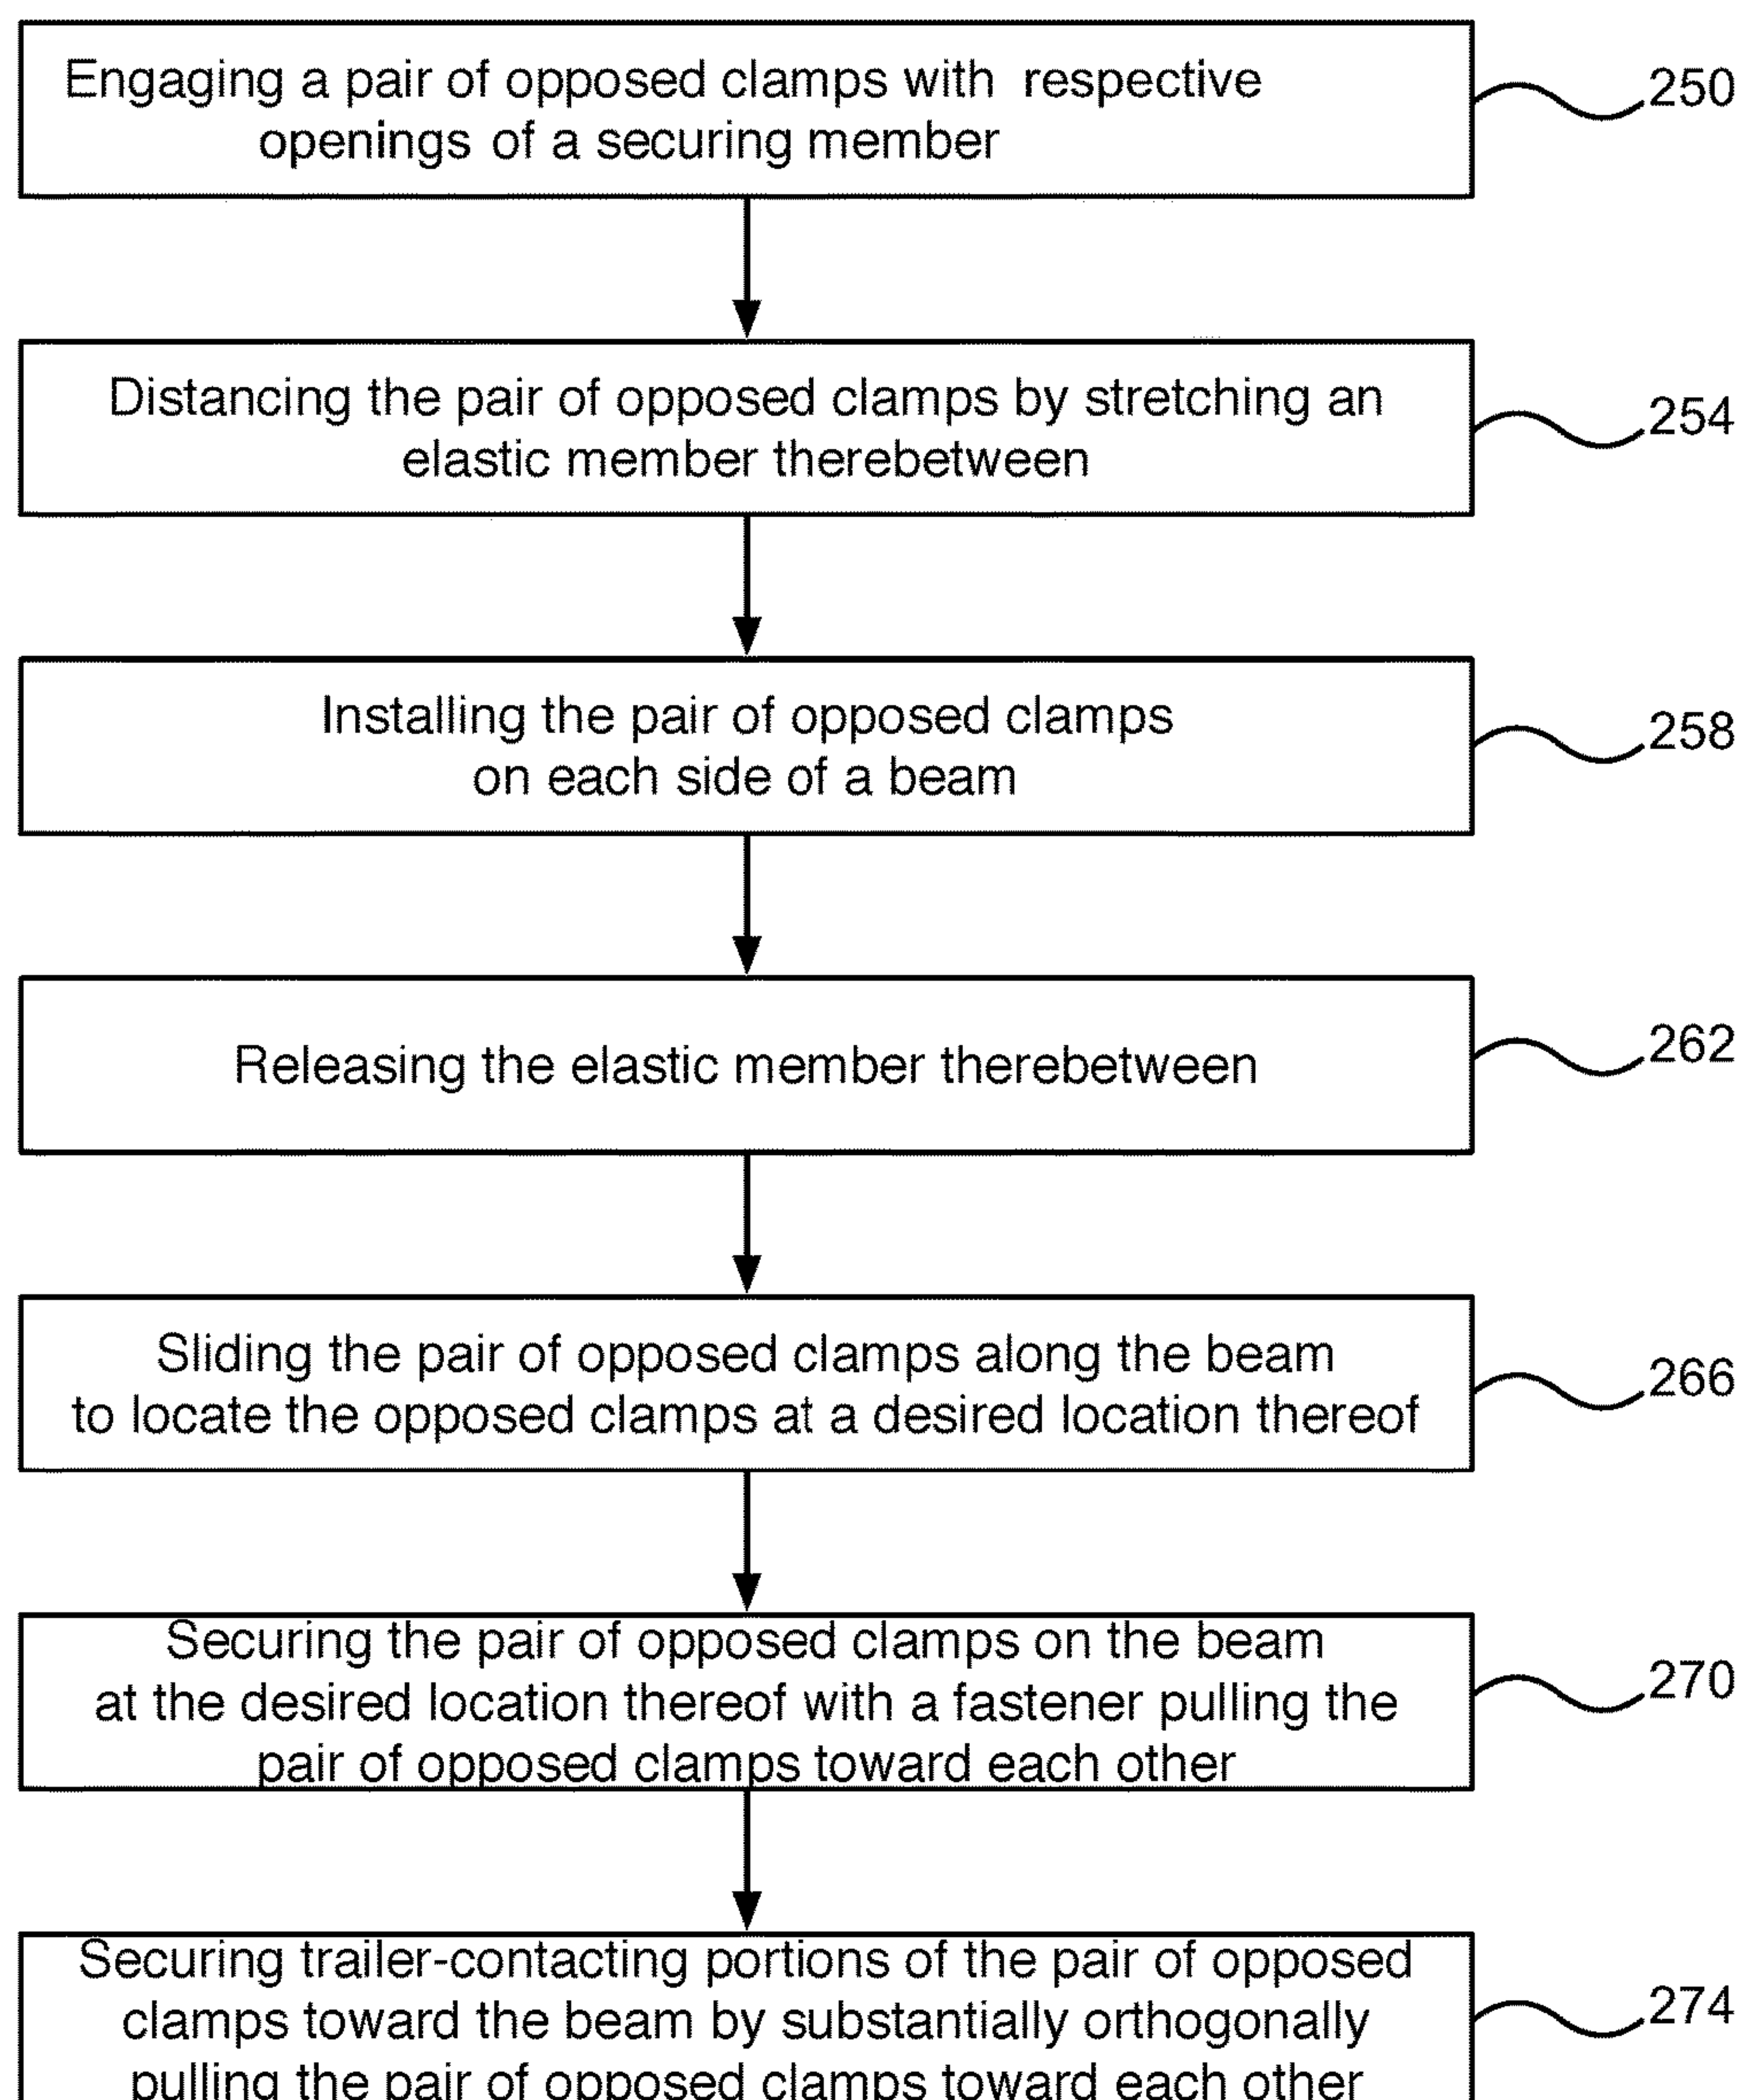 Engaging a pair of opposed clamps with respective
openings of a securing member
250
Distancing the pair of opposed clamps by stretching an
elastic member therebetween
254
Installing the pair of opposed clamps
on each side of a beam
258
Releasing the elastic member therebetween
262
Sliding the pair of opposed clamps along the beam
to locate the opposed clamps at a desired location thereof
266
Securing the pair of opposed clamps on the beam
at the desired location thereof with a fastener pulling the
pair of opposed clamps toward each other
270
Securing trailer-contacting portions of the pair of opposed
clamps toward the beam by substantially orthogonally
pulling the pair of opposed clamps toward each other
274